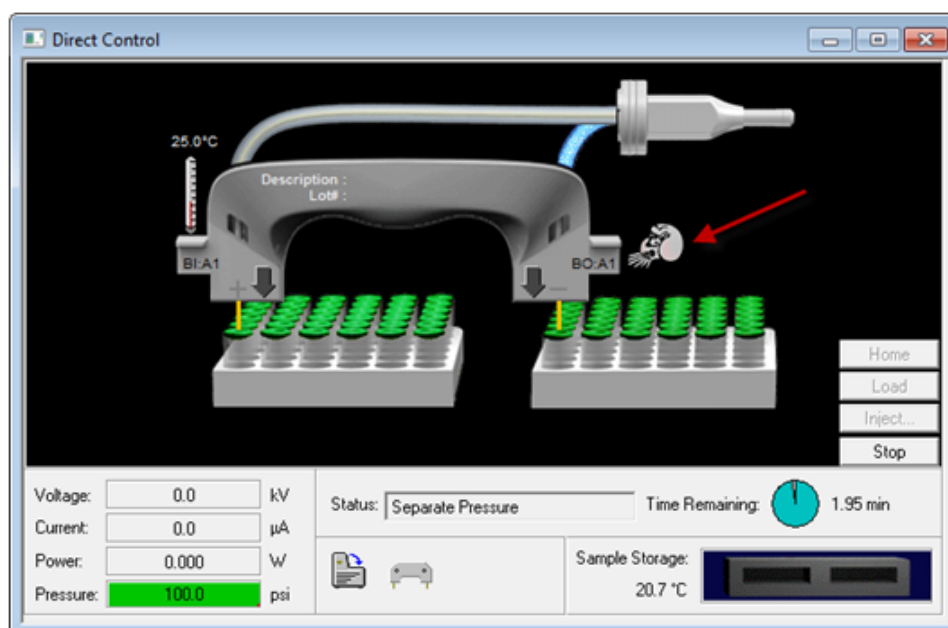 Direct Control
25.0°C
Description :
Lot# :
BI:A1
BO:A1
+
−
Home
Load
Inject...
Stop
Voltage: 0.0 kV
Current: 0.0 µA
Power: 0.000 W
Pressure: 100.0 psi
Status: Separate Pressure
Time Remaining: 1.95 min
Sample Storage:
20.7 °C